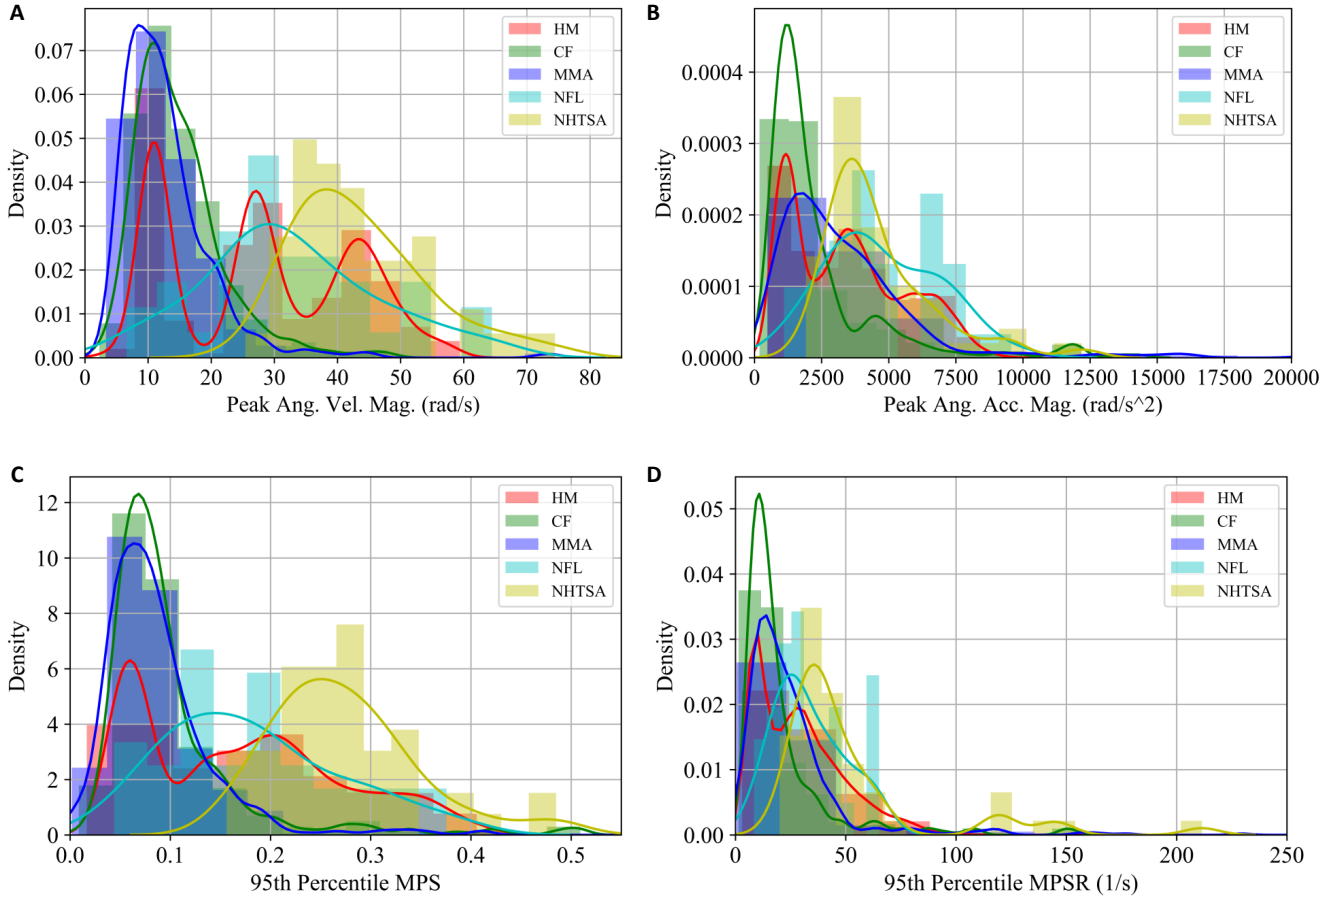 A
0.07
0.06
0.05
0.04
0.03
0.02
0.01
0.00
Density
0 10 20 30 40 50 60 70 80
Peak Ang. Vel. Mag. (rad/s)
HM
CF
MMA
NFL
NHTSA
B
0.0004
0.0003
0.0002
0.0001
0.0000
Density
0 2500 5000 7500 10000 12500 15000 17500 20000
Peak Ang. Acc. Mag. (rad/s^2)
HM
CF
MMA
NFL
NHTSA
C
12
10
8
6
4
2
0
Density
0.0 0.1 0.2 0.3 0.4 0.5
95th Percentile MPS
HM
CF
MMA
NFL
NHTSA
D
0.05
0.04
0.03
0.02
0.01
0.00
Density
0 50 100 150 200 250
95th Percentile MPSR (1/s)
HM
CF
MMA
NFL
NHTSA